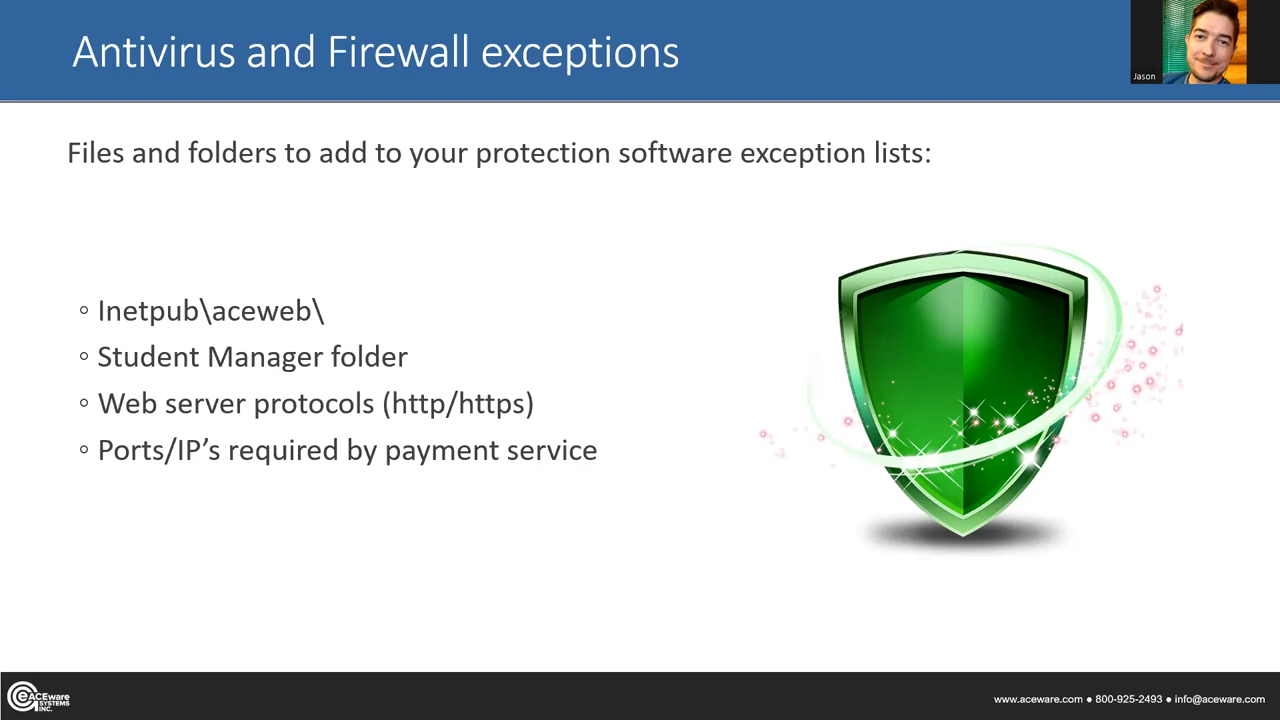 Antivirus and Firewall exceptions
Jason
Files and folders to add to your protection software exception lists:
◦ Inetpub\aceweb\
◦ Student Manager folder
◦ Web server protocols (http/https)
◦ Ports/IP’s required by payment service
ACEware
SYSTEMS
INC.
www.aceware.com ● 800-925-2493 ● info@aceware.com